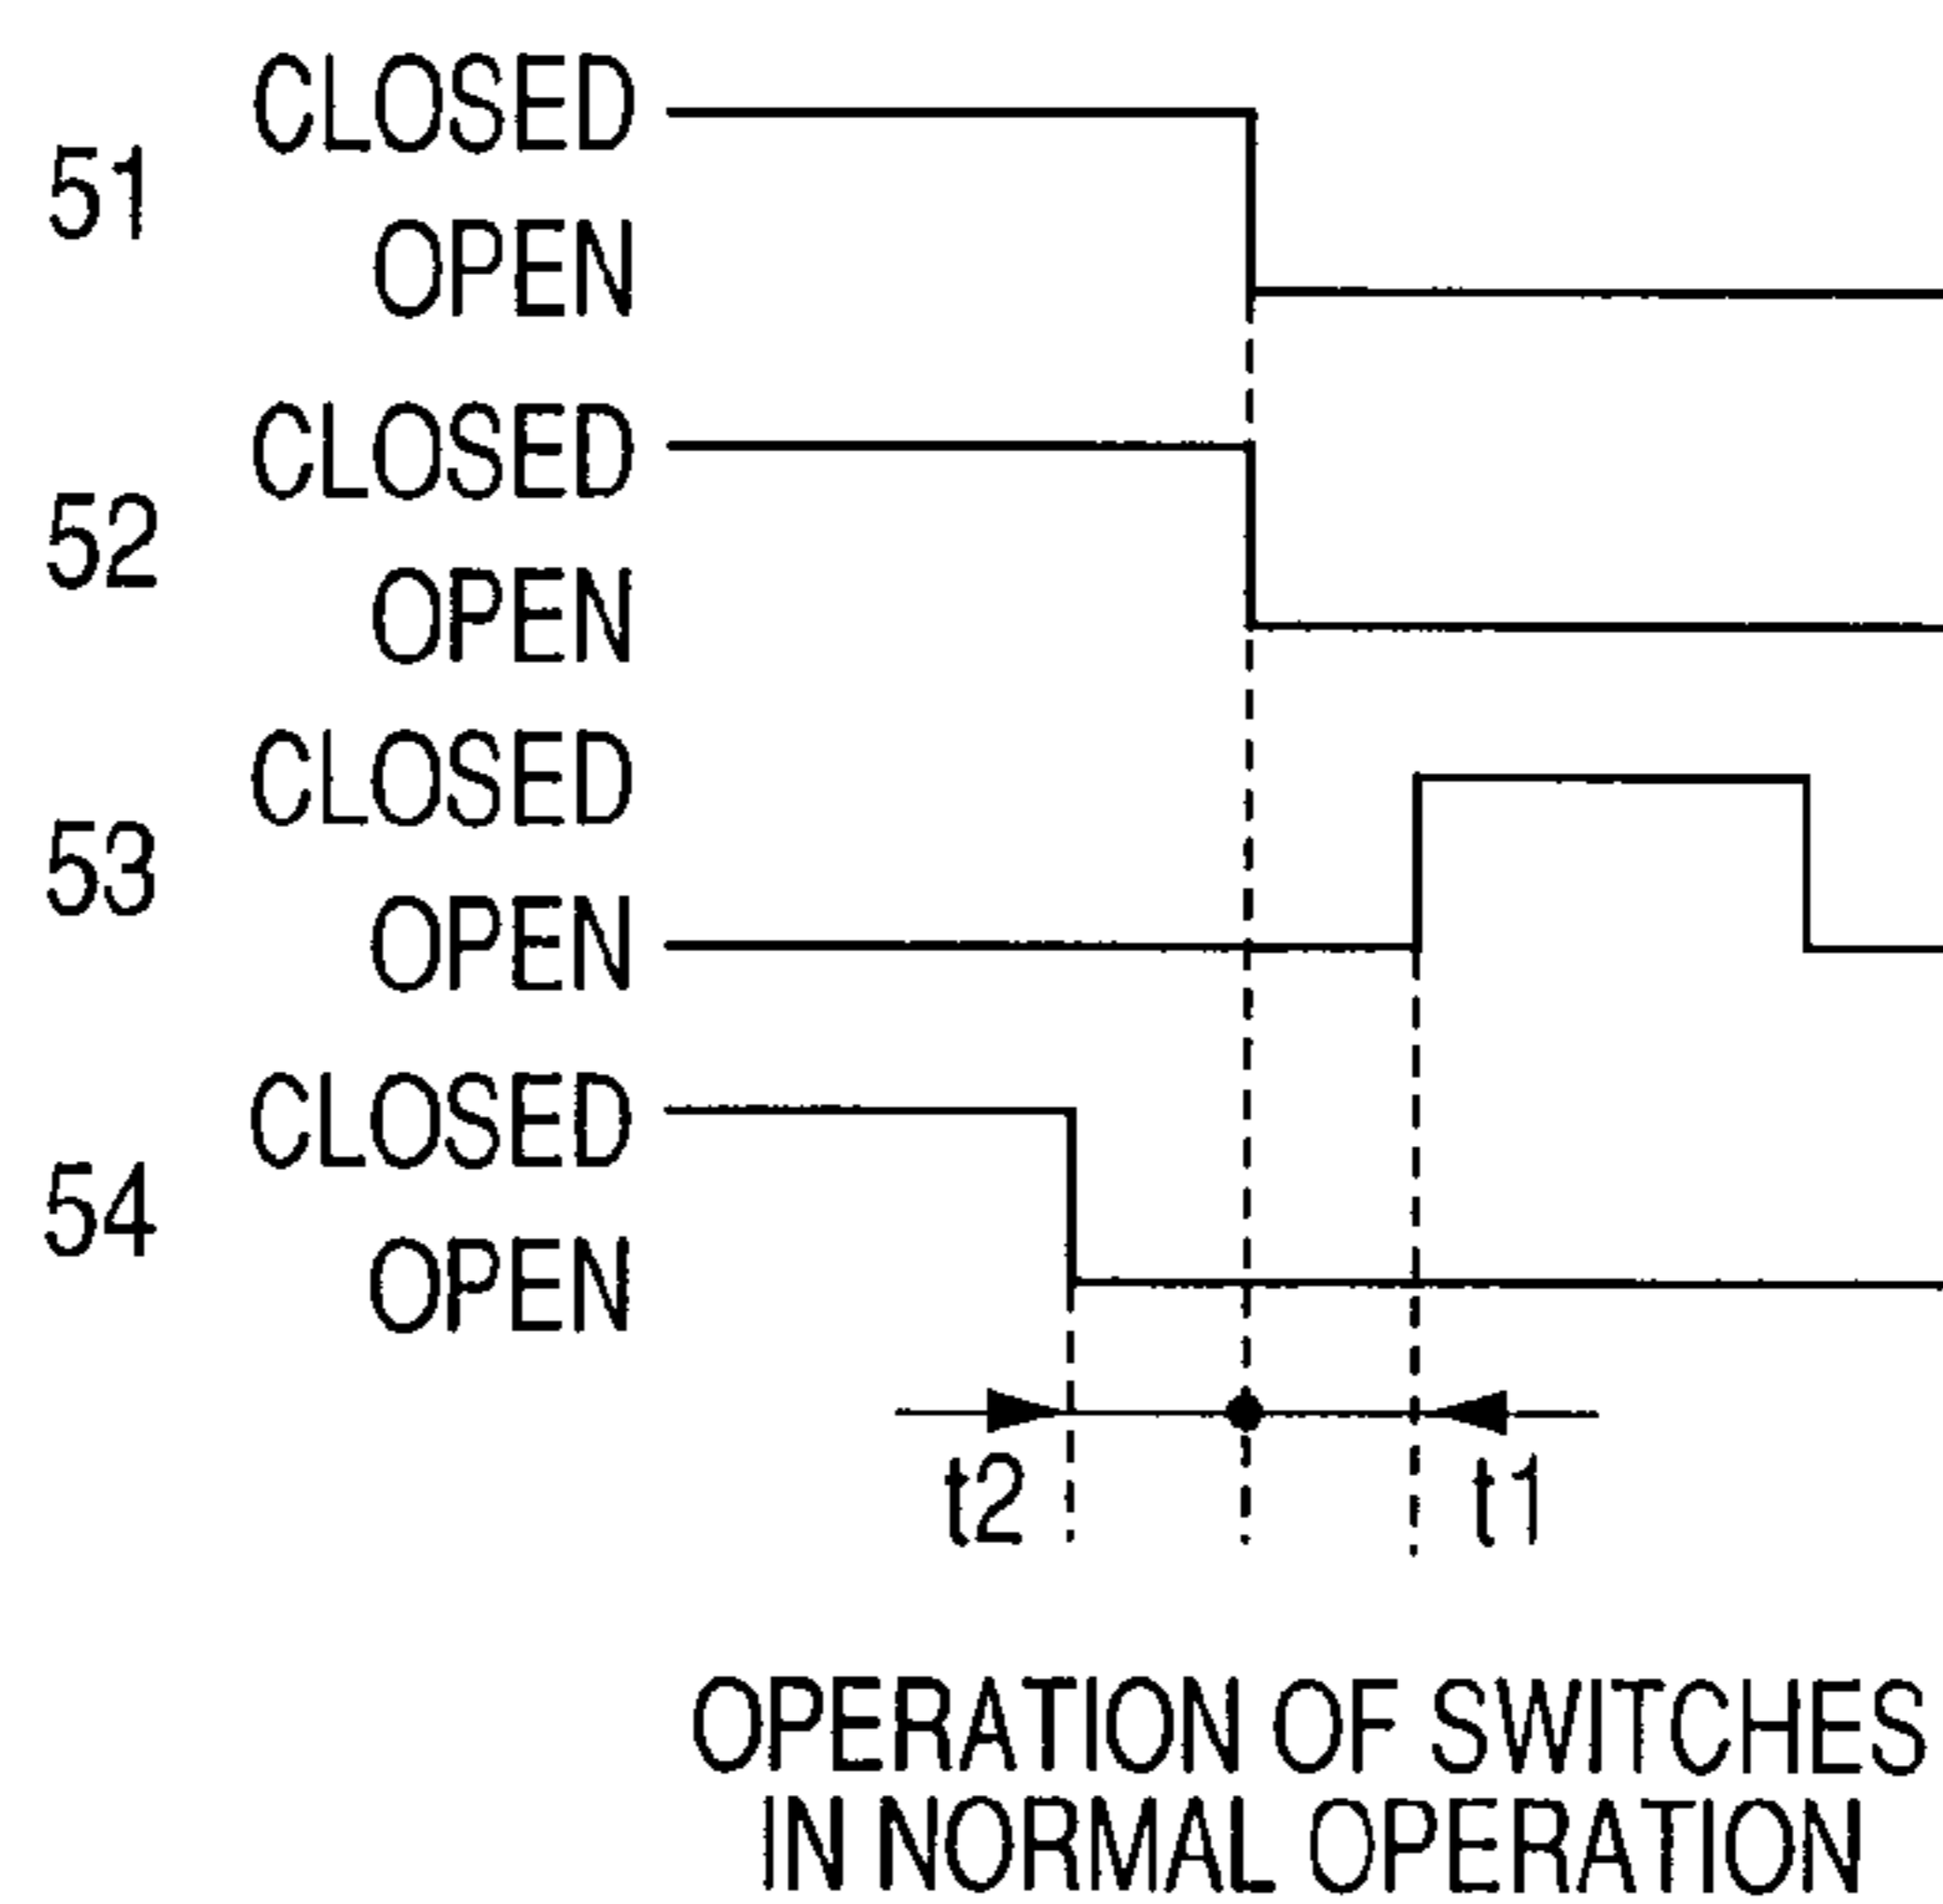 51 CLOSED
OPEN
52 CLOSED
OPEN
53 CLOSED
OPEN
54 CLOSED
OPEN
t2 t1
OPERATION OF SWITCHES
IN NORMAL OPERATION